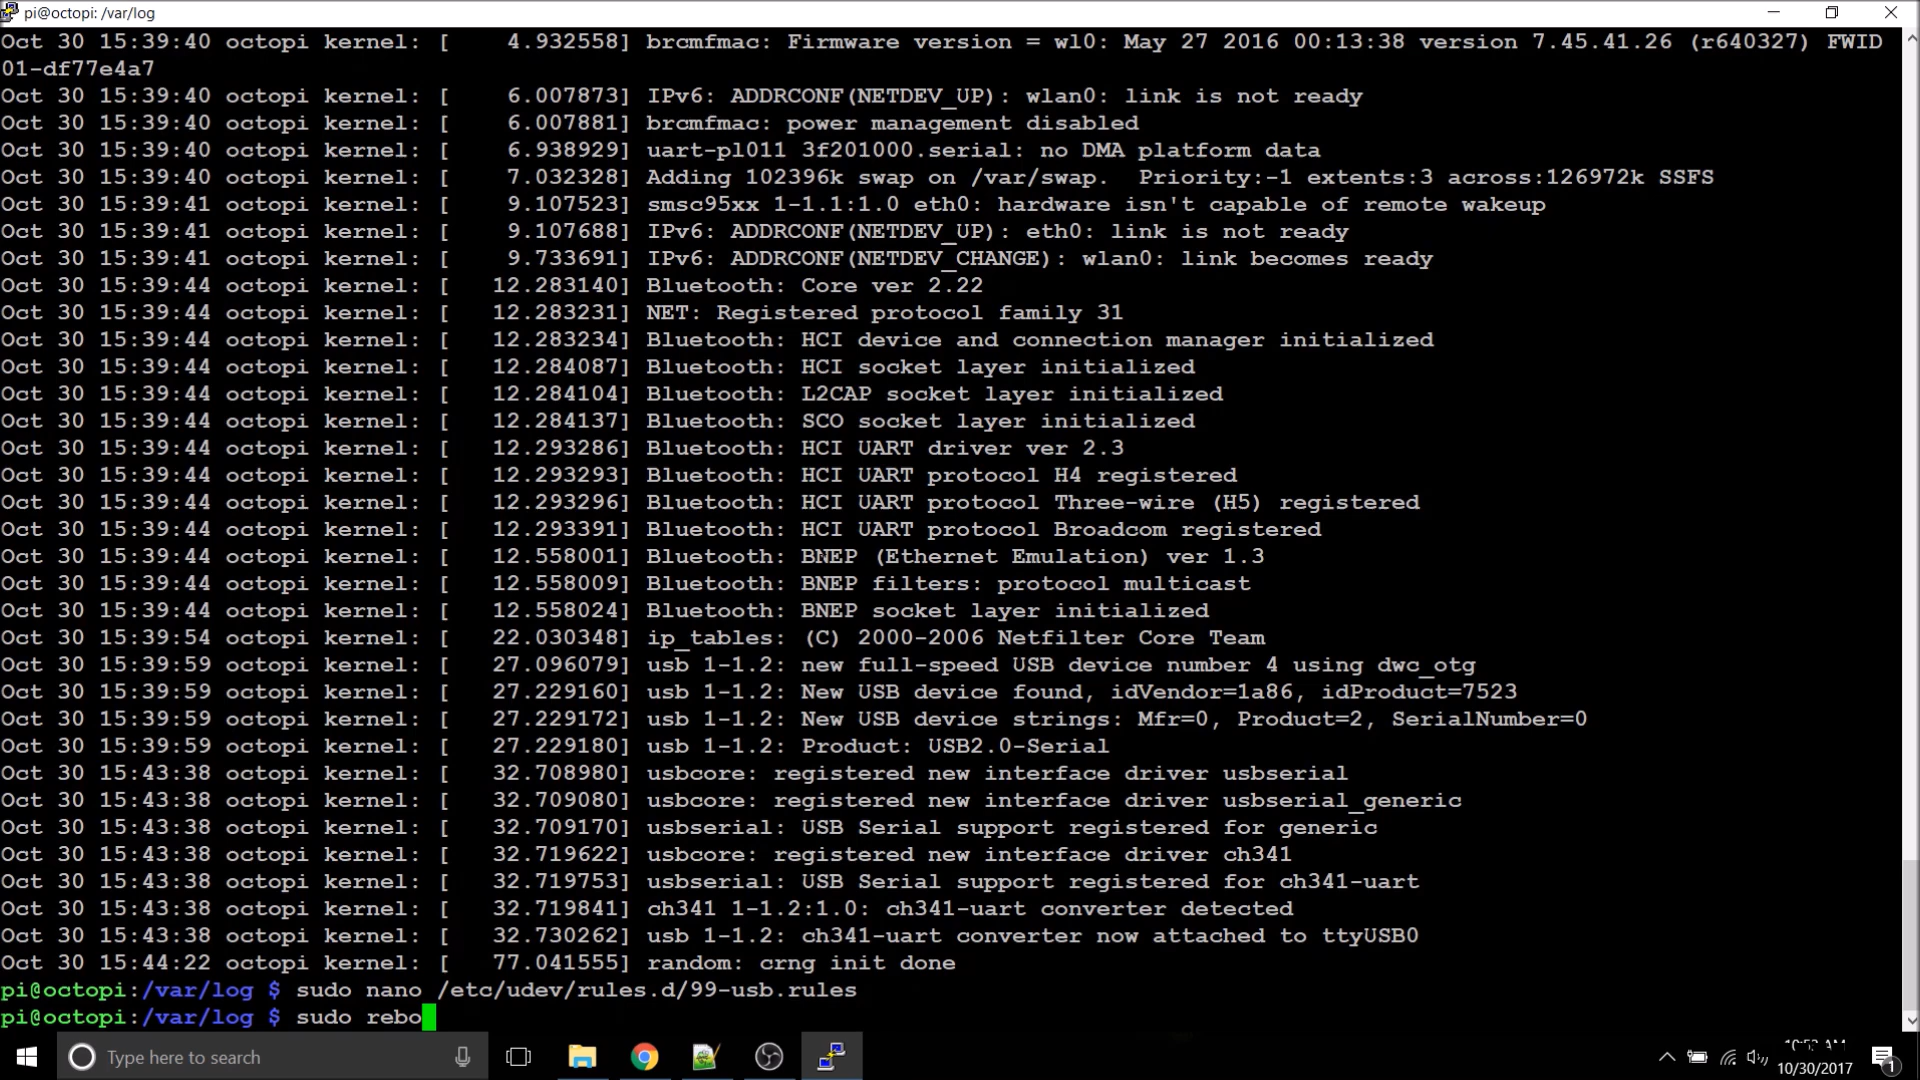 pi@octopi: /var/log
Oct 30 15:39:40 octopi kernel: [    4.932558] brcmfmac: Firmware version = wl0: May 27 2016 00:13:38 version 7.45.41.26 (r640327) FWID
01-df77e4a7
Oct 30 15:39:40 octopi kernel: [    6.007873] IPv6: ADDRCONF(NETDEV_UP): wlan0: link is not ready
Oct 30 15:39:40 octopi kernel: [    6.007881] brcmfmac: power management disabled
Oct 30 15:39:40 octopi kernel: [    6.938929] uart-pl011 3f201000.serial: no DMA platform data
Oct 30 15:39:40 octopi kernel: [    7.032328] Adding 102396k swap on /var/swap.  Priority:-1 extents:3 across:126972k SSFS
Oct 30 15:39:41 octopi kernel: [    9.107523] smsc95xx 1-1.1:1.0 eth0: hardware isn't capable of remote wakeup
Oct 30 15:39:41 octopi kernel: [    9.107688] IPv6: ADDRCONF(NETDEV_UP): eth0: link is not ready
Oct 30 15:39:41 octopi kernel: [    9.733691] IPv6: ADDRCONF(NETDEV_CHANGE): wlan0: link becomes ready
Oct 30 15:39:44 octopi kernel: [   12.283140] Bluetooth: Core ver 2.22
Oct 30 15:39:44 octopi kernel: [   12.283231] NET: Registered protocol family 31
Oct 30 15:39:44 octopi kernel: [   12.283234] Bluetooth: HCI device and connection manager initialized
Oct 30 15:39:44 octopi kernel: [   12.284087] Bluetooth: HCI socket layer initialized
Oct 30 15:39:44 octopi kernel: [   12.284104] Bluetooth: L2CAP socket layer initialized
Oct 30 15:39:44 octopi kernel: [   12.284137] Bluetooth: SCO socket layer initialized
Oct 30 15:39:44 octopi kernel: [   12.293286] Bluetooth: HCI UART driver ver 2.3
Oct 30 15:39:44 octopi kernel: [   12.293293] Bluetooth: HCI UART protocol H4 registered
Oct 30 15:39:44 octopi kernel: [   12.293296] Bluetooth: HCI UART protocol Three-wire (H5) registered
Oct 30 15:39:44 octopi kernel: [   12.293391] Bluetooth: HCI UART protocol Broadcom registered
Oct 30 15:39:44 octopi kernel: [   12.558001] Bluetooth: BNEP (Ethernet Emulation) ver 1.3
Oct 30 15:39:44 octopi kernel: [   12.558009] Bluetooth: BNEP filters: protocol multicast
Oct 30 15:39:44 octopi kernel: [   12.558024] Bluetooth: BNEP socket layer initialized
Oct 30 15:39:54 octopi kernel: [   22.030348] ip_tables: (C) 2000-2006 Netfilter Core Team
Oct 30 15:39:59 octopi kernel: [   27.096079] usb 1-1.2: new full-speed USB device number 4 using dwc_otg
Oct 30 15:39:59 octopi kernel: [   27.229160] usb 1-1.2: New USB device found, idVendor=1a86, idProduct=7523
Oct 30 15:39:59 octopi kernel: [   27.229172] usb 1-1.2: New USB device strings: Mfr=0, Product=2, SerialNumber=0
Oct 30 15:39:59 octopi kernel: [   27.229180] usb 1-1.2: Product: USB2.0-Serial
Oct 30 15:43:38 octopi kernel: [   32.708980] usbcore: registered new interface driver usbserial
Oct 30 15:43:38 octopi kernel: [   32.709080] usbcore: registered new interface driver usbserial_generic
Oct 30 15:43:38 octopi kernel: [   32.709170] usbserial: USB Serial support registered for generic
Oct 30 15:43:38 octopi kernel: [   32.719622] usbcore: registered new interface driver ch341
Oct 30 15:43:38 octopi kernel: [   32.719753] usbserial: USB Serial support registered for ch341-uart
Oct 30 15:43:38 octopi kernel: [   32.719841] ch341 1-1.2:1.0: ch341-uart converter detected
Oct 30 15:43:38 octopi kernel: [   32.730262] usb 1-1.2: ch341-uart converter now attached to ttyUSB0
Oct 30 15:44:22 octopi kernel: [   77.041555] random: crng init done
pi@octopi:/var/log $ sudo nano /etc/udev/rules.d/99-usb.rules
pi@octopi:/var/log $ sudo rebo
Type here to search
10/30/2017
1